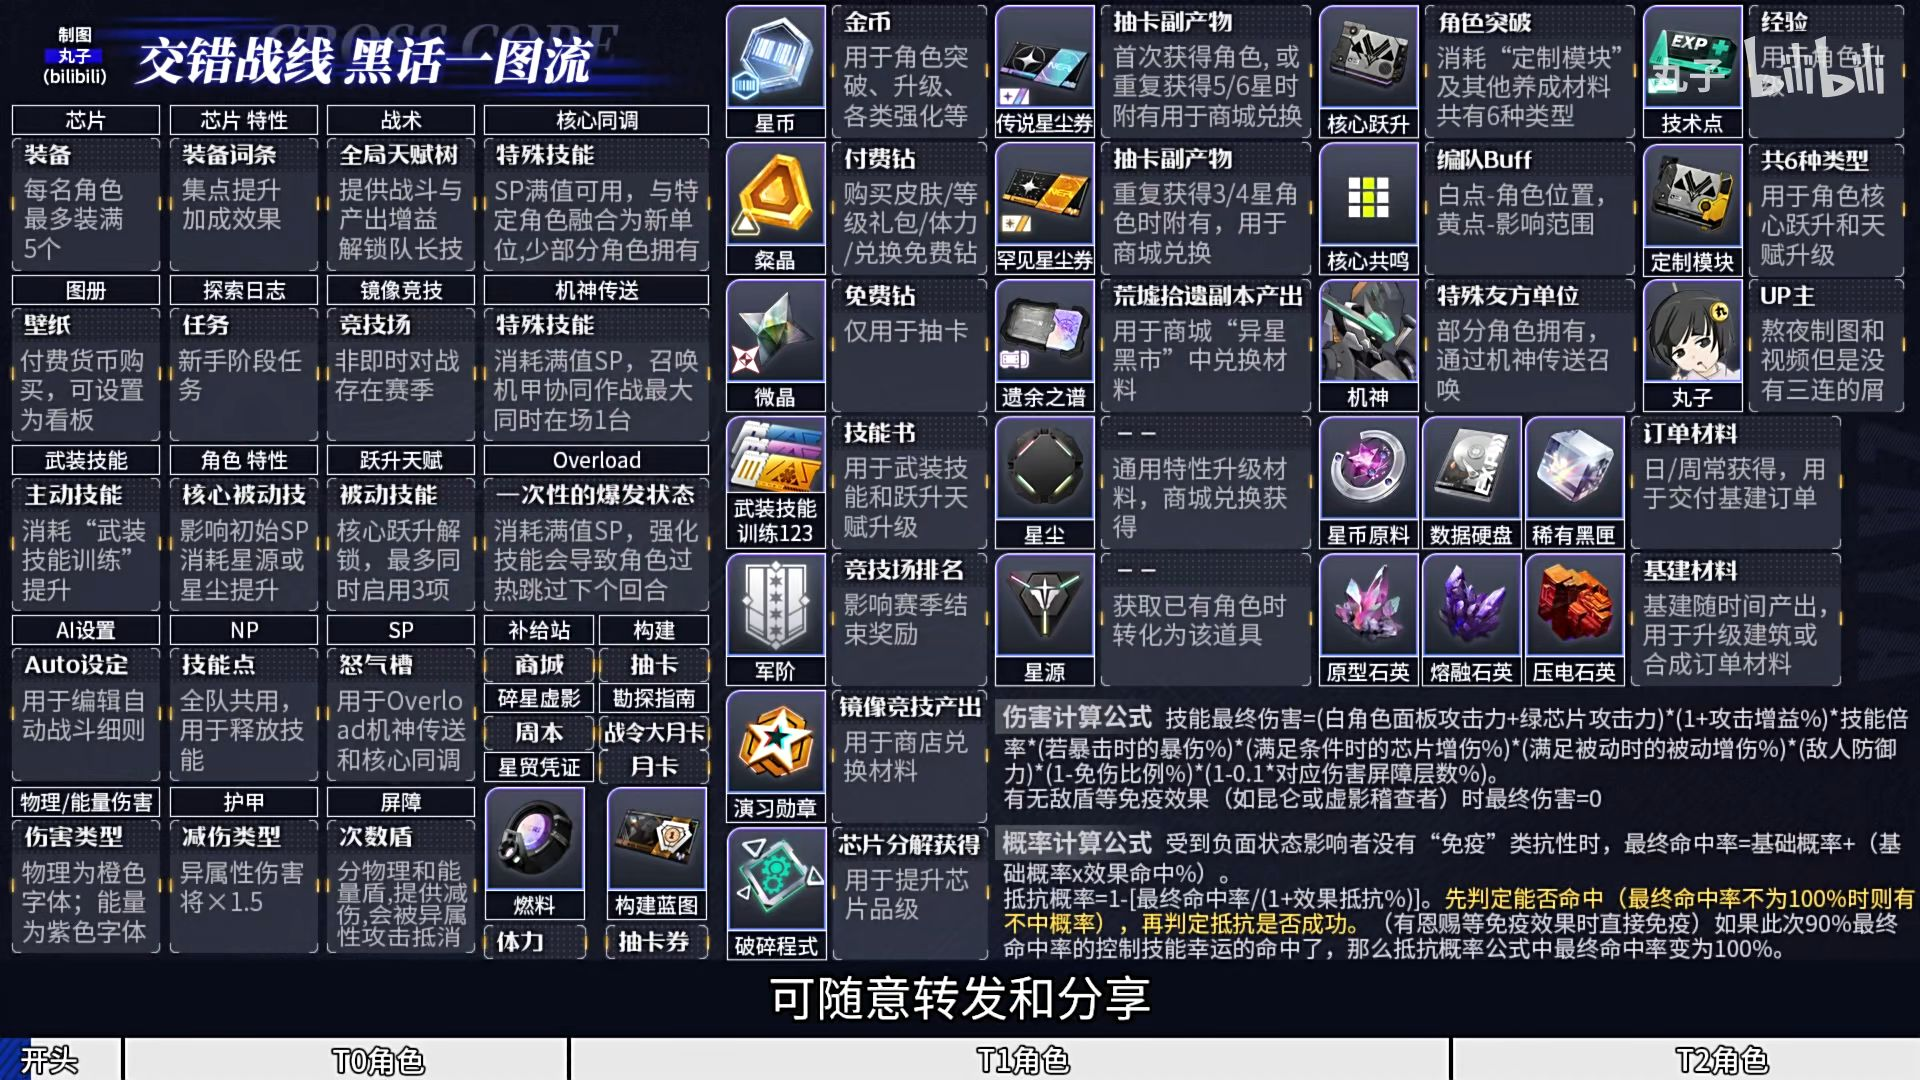 制图
丸子
(bilibili)
CROSS CORE
交错战线 黑话一图流
芯片
装备
每名角色
最多装满
5个
芯片 特性
装备词条
集点提升
加成效果
战术
全局天赋树
提供战斗与
产出增益
解锁队长技
核心同调
特殊技能
SP满值可用，与特
定角色融合为新单
位,少部分角色拥有
图册
壁纸
付费货币购
买，可设置
为看板
探索日志
任务
新手阶段任
务
镜像竞技
竞技场
非即时对战
存在赛季
机神传送
特殊技能
消耗满值SP，召唤
机甲协同作战最大
同时在场1台
武装技能
主动技能
消耗“武装
技能训练”
提升
角色 特性
核心被动技
影响初始SP
消耗星源或
星尘提升
跃升天赋
被动技能
核心跃升解
锁，最多同
时启用3项
Overload
一次性的爆发状态
消耗满值SP，强化
技能会导致角色过
热跳过下个回合
AI设置
Auto设定
用于编辑自
动战斗细则
NP
技能点
全队共用，
用于释放技
能
SP
怒气槽
用于Overlo
ad机神传送
和核心同调
补给站
商城
构建
抽卡
碎星虚影
周本
勘探指南
战令大月卡
星贸凭证
月卡
物理/能量伤害
伤害类型
物理为橙色
字体；能量
为紫色字体
护甲
减伤类型
异属性伤害
将×1.5
屏障
次数盾
分物理和能
量盾,提供减
伤,会被异属
性攻击抵消
燃料
体力
构建蓝图
抽卡券
星币
金币
用于角色突
破、升级、
各类强化等
传说星尘券
抽卡副产物
首次获得角色, 或
重复获得5/6星时
附有用于商城兑换
核心跃升
角色突破
消耗“定制模块”
及其他养成材料
共有6种类型
EXP
技术点
经验
用于角色升
级
丸子
bilibili
粲晶
付费钻
购买皮肤/等
级礼包/体力
/兑换免费钻
罕见星尘券
抽卡副产物
重复获得3/4星角
色时附有，用于
商城兑换
核心共鸣
编队Buff
白点-角色位置，
黄点-影响范围
定制模块
共6种类型
用于角色核
心跃升和天
赋升级
微晶
免费钻
仅用于抽卡
遗余之谱
荒墟拾遗副本产出
用于商城“异星
黑市”中兑换材
料
机神
特殊友方单位
部分角色拥有，
通过机神传送召
唤
丸
丸子
UP主
熬夜制图和
视频但是没
有三连的屑
武装技能
训练123
技能书
用于武装技
能和跃升天
赋升级
星尘
– –
通用特性升级材
料，商城兑换获
得
星币原料
数据硬盘
稀有黑匣
订单材料
日/周常获得，用
于交付基建订单
军阶
竞技场排名
影响赛季结
束奖励
星源
– –
获取已有角色时
转化为该道具
原型石英
熔融石英
压电石英
基建材料
基建随时间产出，
用于升级建筑或
合成订单材料
演习勋章
镜像竞技产出
用于商店兑
换材料
破碎程式
芯片分解获得
用于提升芯
片品级
伤害计算公式 技能最终伤害=(白角色面板攻击力+绿芯片攻击力)*(1+攻击增益%)*技能倍
率*(若暴击时的暴伤%)*(满足条件时的芯片增伤%)*(满足被动时的被动增伤%)*(敌人防御
力)*(1-免伤比例%)*(1-0.1*对应伤害屏障层数%)。
有无敌盾等免疫效果（如昆仑或虚影稽查者）时最终伤害=0
概率计算公式 受到负面状态影响者没有“免疫”类抗性时，最终命中率=基础概率+（基
础概率x效果命中%）。
抵抗概率=1-[最终命中率/(1+效果抵抗%)]。先判定能否命中（最终命中率不为100%时则有
不中概率），再判定抵抗是否成功。（有恩赐等免疫效果时直接免疫）如果此次90%最终
命中率的控制技能幸运的命中了，那么抵抗概率公式中最终命中率变为100%。
可随意转发和分享
开头
T0角色
T1角色
T2角色